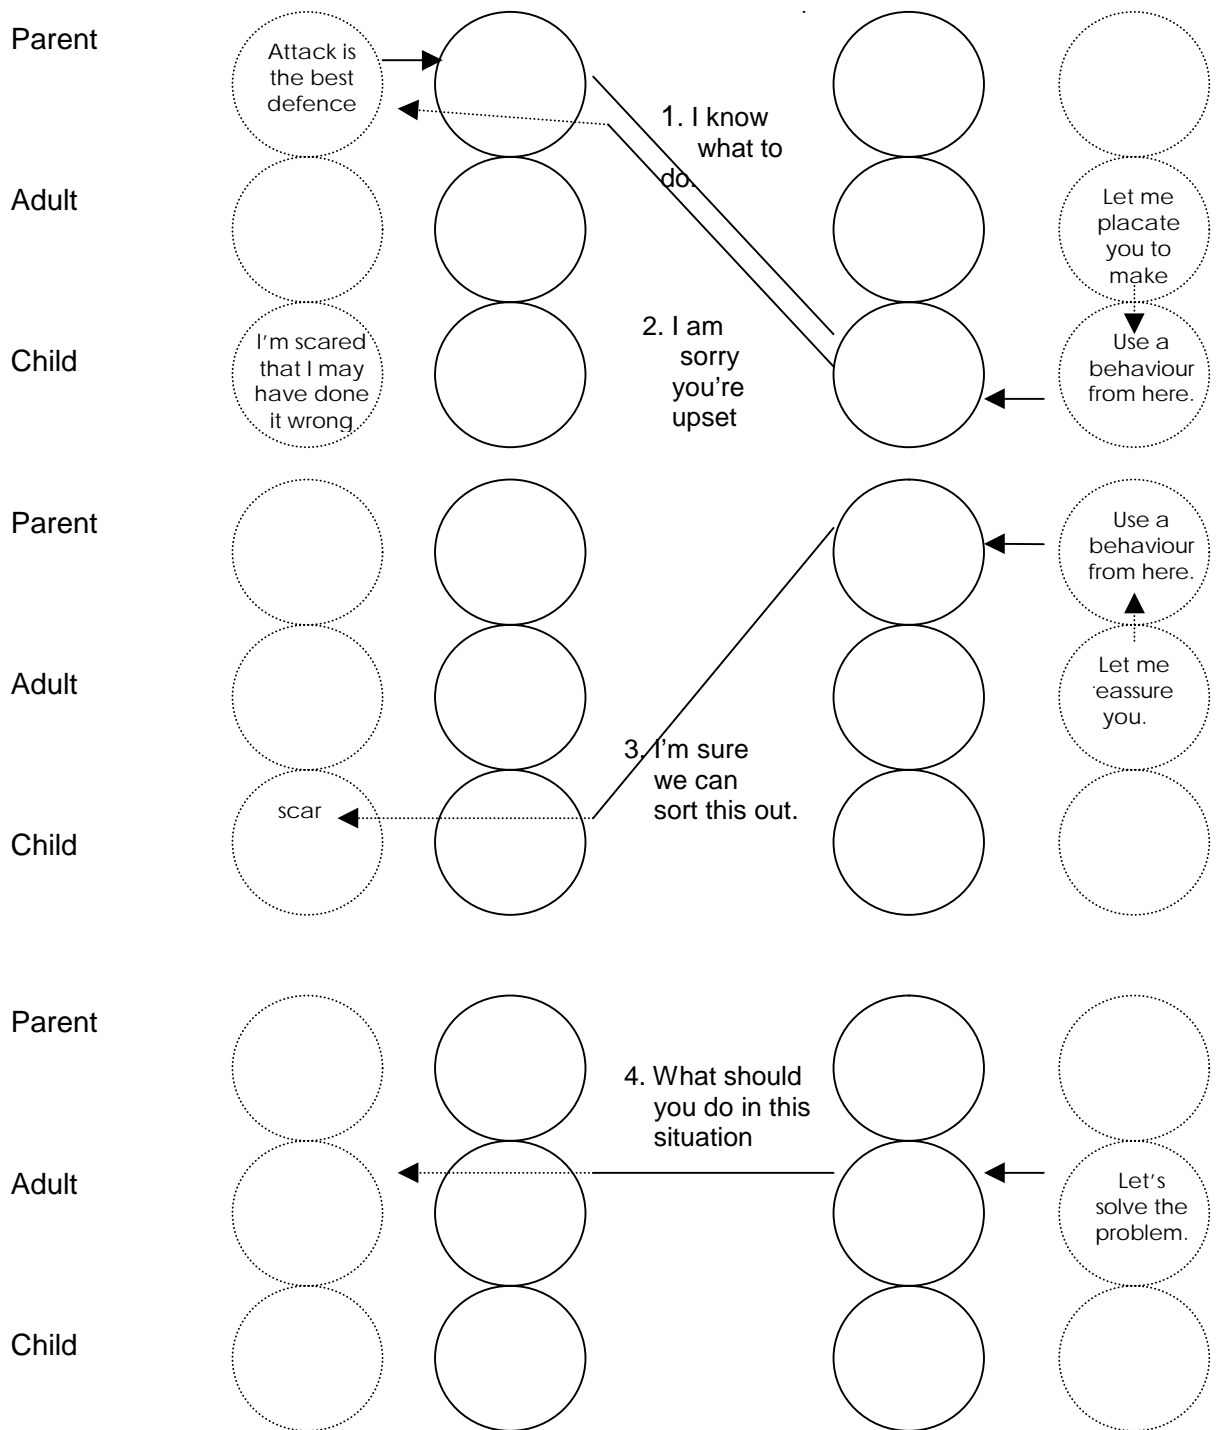 Parent
Attack is
the best
defence
1. I know
what to
do.
Adult
Let me
placate
you to
make
Child
I'm scared
that I may
have done
it wrong
2. I am
sorry
you're
upset
Use a
behaviour
from here.
Parent
Use a
behaviour
from here.
Adult
Let me
eassure
you.
3. I'm sure
we can
sort this out.
scar
Child
Parent
4. What should
you do in this
situation
Adult
Let's
solve the
problem.
Child